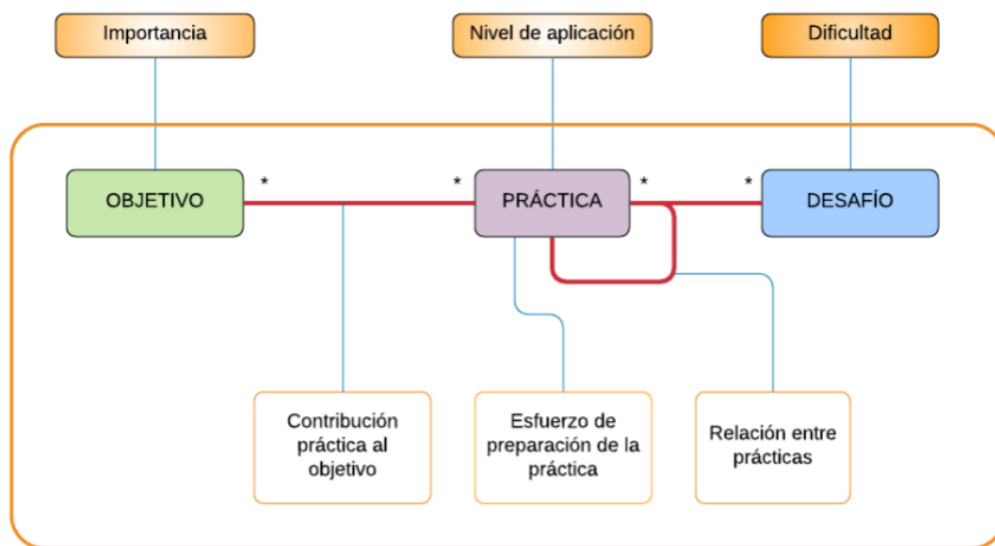 Importancia
Nivel de aplicación
Dificultad
OBJETIVO
*
*
PRÁCTICA
*
*
DESAFÍO
Contribución
práctica al
objetivo
Esfuerzo de
preparación de la
práctica
Relación entre
prácticas